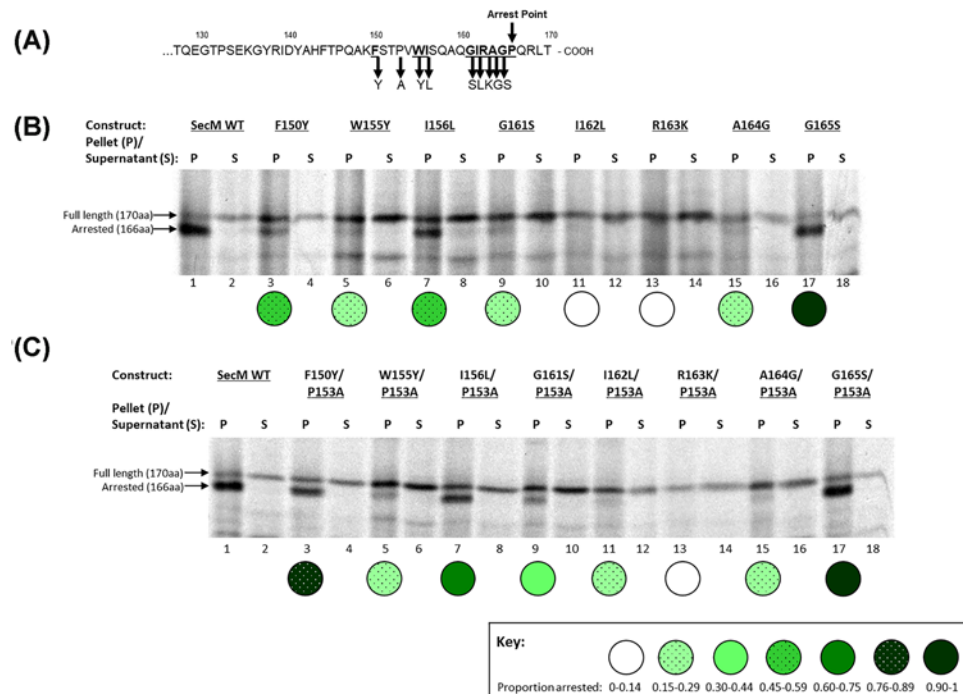 Arrest Point
(A)
130 140 150 160 170
...TQEGTPSEKGYRIDYAHFTPQAKFSTPVWISQAQGIRAGPQRLT - COOH
Y A YL SLKGS
(B)
Construct: SecM WT F150Y W155Y I156L G161S I162L R163K A164G G165S
Pellet (P)/
Supernatant (S): P S P S P S P S P S P S P S P S P S
Full length (170aa)
Arrested (166aa)
1 2 3 4 5 6 7 8 9 10 11 12 13 14 15 16 17 18
(C)
Construct: SecM WT F150Y/ W155Y/ I156L/ G161S/ I162L/ R163K/ A164G/ G165S/
P153A P153A P153A P153A P153A P153A P153A P153A
Pellet (P)/
Supernatant (S): P S P S P S P S P S P S P S P S P S
Full length (170aa)
Arrested (166aa)
1 2 3 4 5 6 7 8 9 10 11 12 13 14 15 16 17 18
Key:
Proportion arrested: 0-0.14 0.15-0.29 0.30-0.44 0.45-0.59 0.60-0.75 0.76-0.89 0.90-1